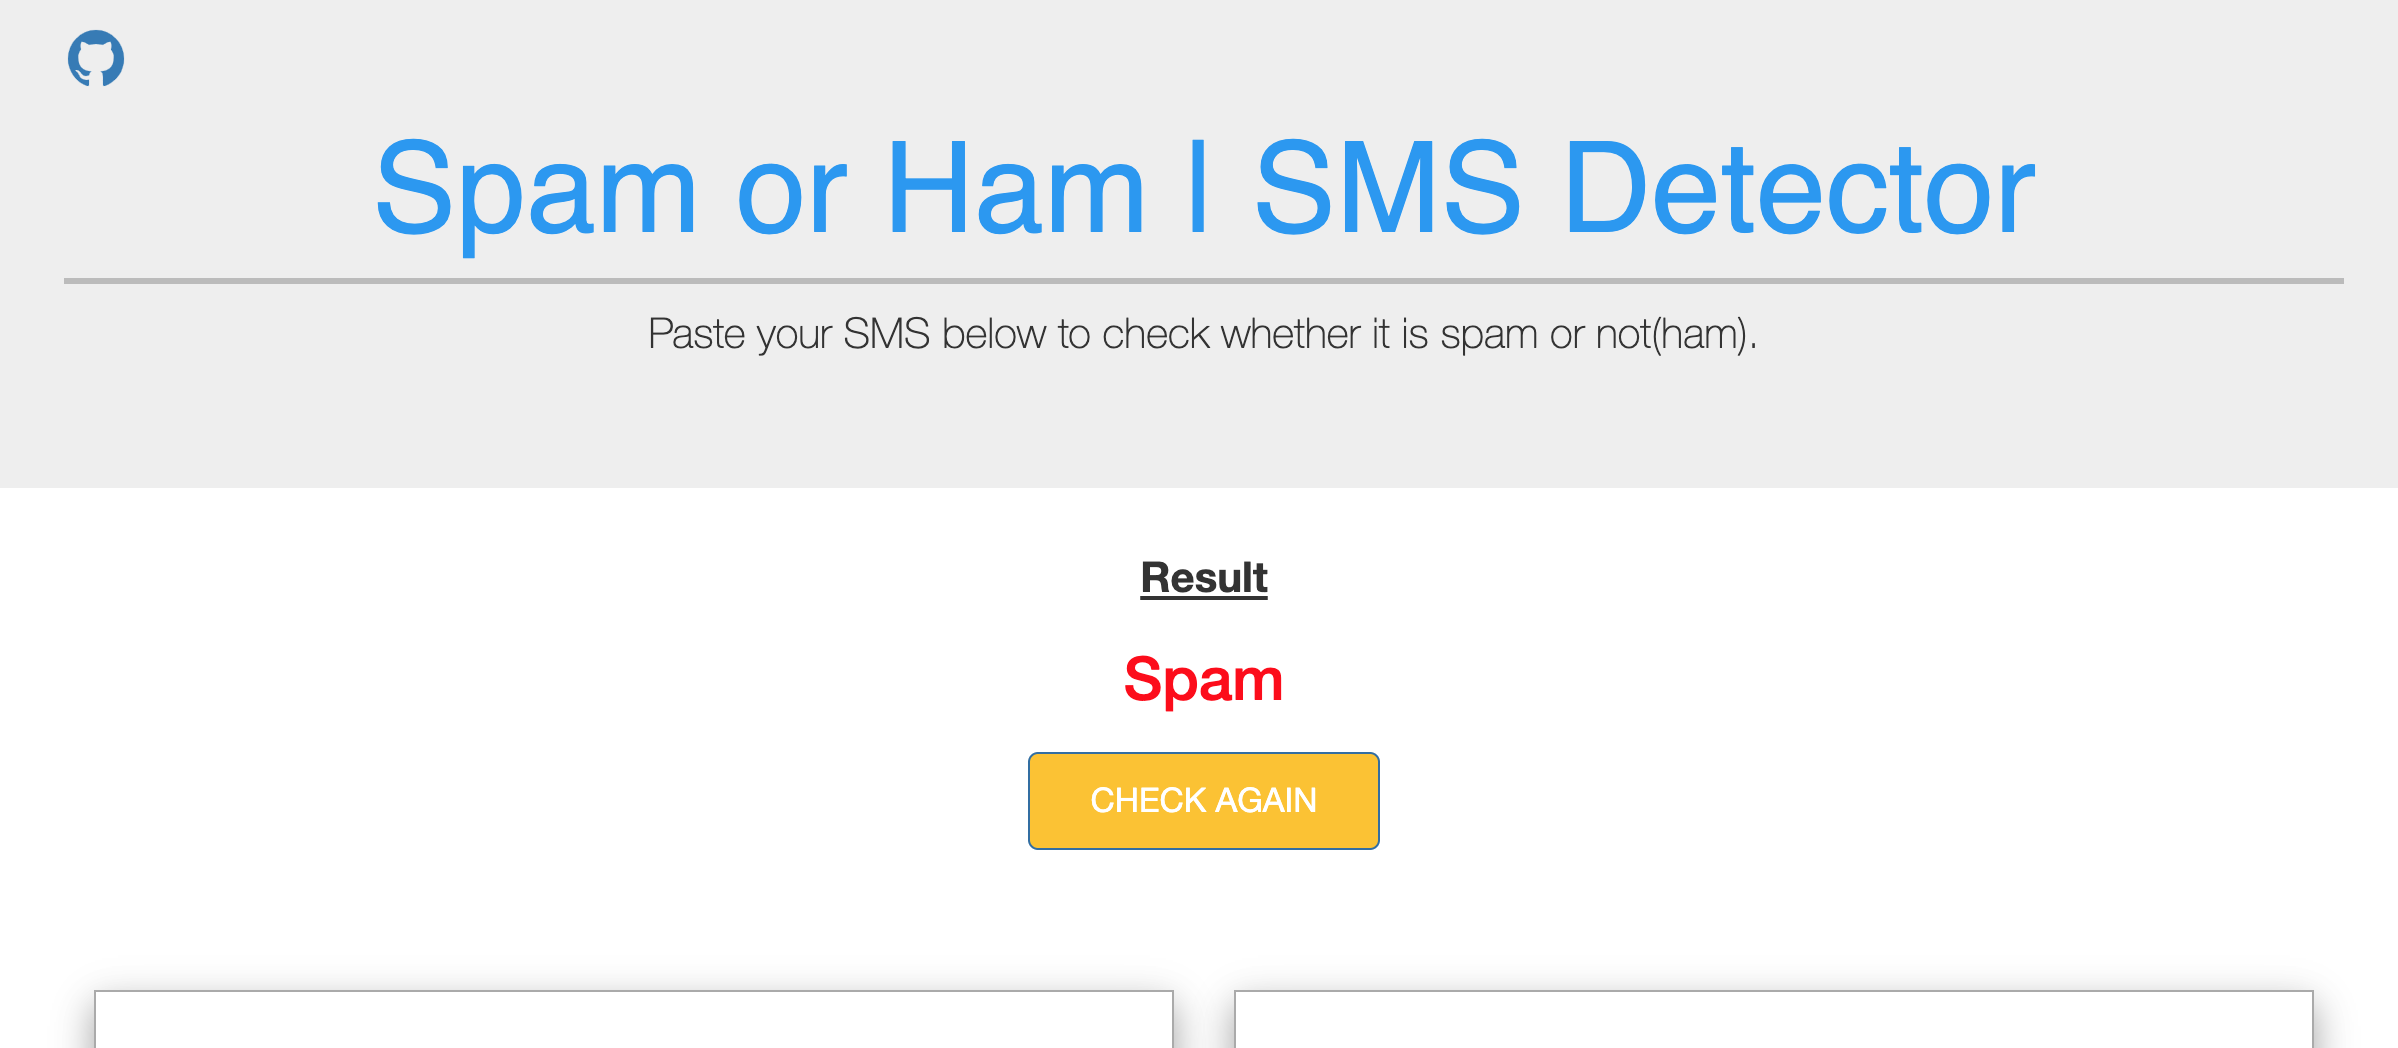 Spam or Ham | SMS Detector
Paste your SMS below to check whether it is spam or not(ham).
Result
Spam
CHECK AGAIN